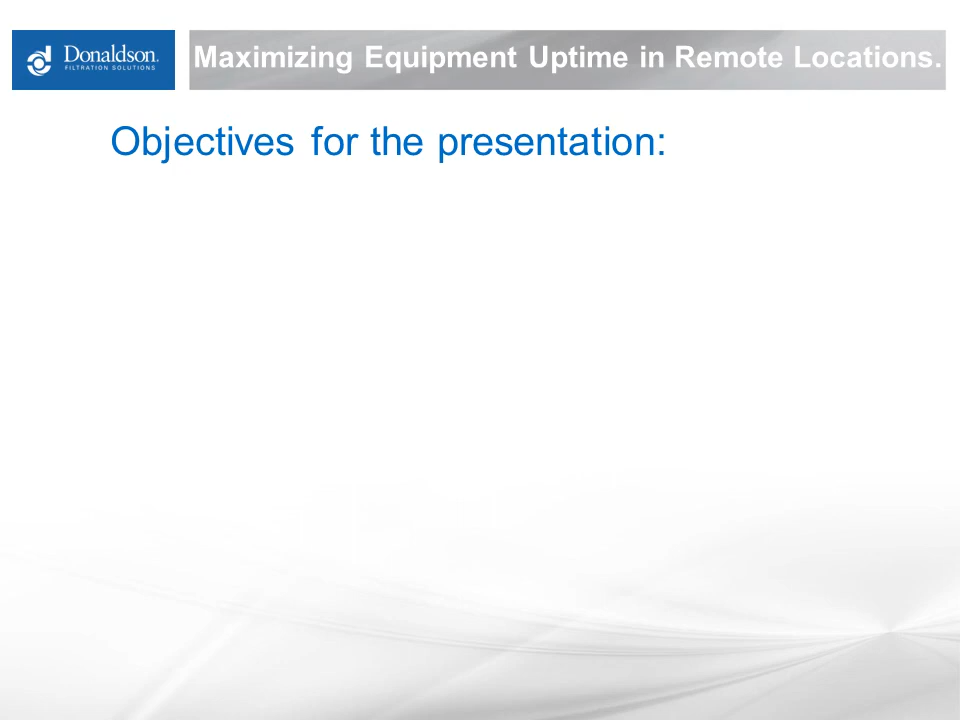 Donaldson.
FILTRATION SOLUTIONS
Maximizing Equipment Uptime in Remote Locations.
Objectives for the presentation: